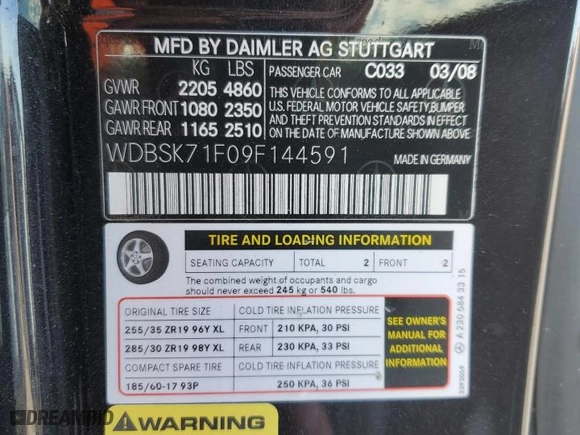 MFD BY DAIMLER AG STUTTGART
KG LBS PASSENGER CAR C033 03/08
GVWR 2205 4860
GAWR FRONT 1080 2350
GAWR REAR 1165 2510
THIS VEHICLE CONFORMS TO ALL APPLICABLE
U.S. FEDERAL MOTOR VEHICLE SAFETY, BUMPER
AND THEFT PREVENTION STANDARDS IN EFFECT
ON THE DATE OF MANUFACTURE SHOWN ABOVE.
WDBSK71F09F144591 MADE IN GERMANY
TIRE AND LOADING INFORMATION
SEATING CAPACITY TOTAL 2 FRONT 2
The combined weight of occupants and cargo
should never exceed 245 kg or 540 lbs.
ORIGINAL TIRE SIZE COLD TIRE INFLATION PRESSURE
255/35 ZR19 96Y XL FRONT 210 KPA, 30 PSI
285/30 ZR19 98Y XL REAR 230 KPA, 33 PSI
COMPACT SPARE TIRE COLD TIRE INFLATION PRESSURE
185/60-17 93P 250 KPA, 36 PSI
SEE OWNER'S
MANUAL FOR
ADDITIONAL
INFORMATION
A 230 584 33 15
WARNING
DREAMBID